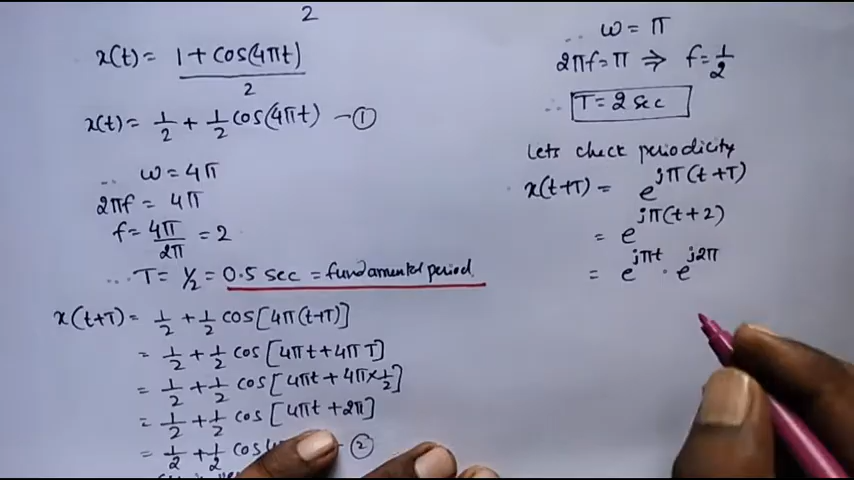 2
x(t) = 1 + cos(4πt)
2
x(t) = 1/2 + 1/2 cos(4πt) — ①
∴ ω = 4π
2πf = 4π
f = 4π/2π = 2
∴ T = 1/2 = 0.5 sec = fundamental period
x(t+T) = 1/2 + 1/2 cos[4π(t+T)]
= 1/2 + 1/2 cos[4πt + 4πT]
= 1/2 + 1/2 cos[4πt + 4π×1/2]
= 1/2 + 1/2 cos[4πt + 2π]
= 1/2 + 1/2 cos4 — ②
∴ ω = π
2πf = π ⇒ f = 1/2
∴ T = 2 sec
Lets check periodicity
x(t+T) = e^{jπ(t+T)}
= e^{jπ(t+2)}
= e^{jπt} · e^{j2π}